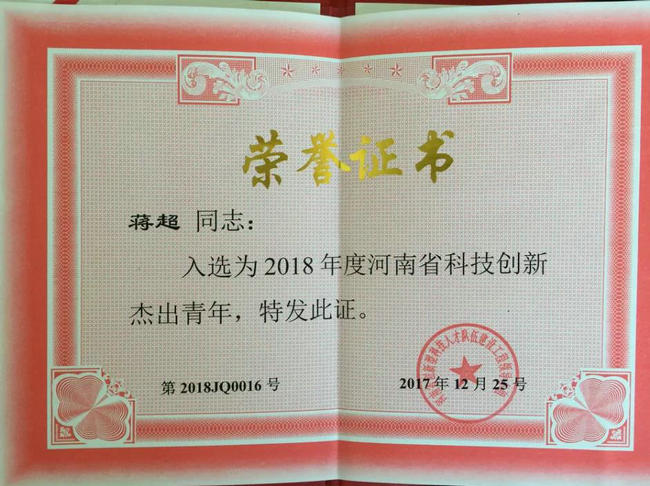 荣誉证书
蒋超 同志：
入选为2018年度河南省科技创新
杰出青年，特发此证。
第2018JQ0016号
2017年12月25号